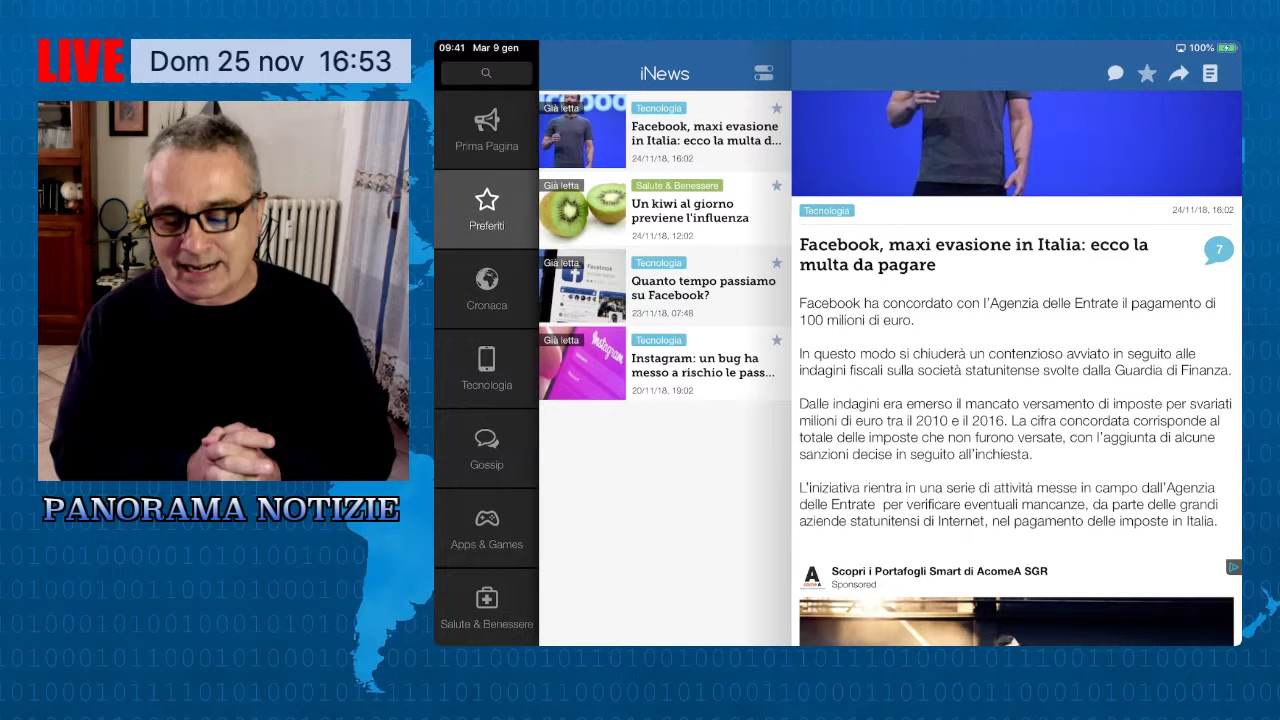 LIVE
Dom 25 nov 16:53
PANORAMA NOTIZIE
09:41 Mar 9 gen
100%
iNews
Prima Pagina
Preferiti
Cronaca
Tecnologia
Gossip
Apps & Games
Salute & Benessere
Già letta
Tecnologia
Facebook, maxi evasione
in Italia: ecco la multa d...
24/11/18, 16:02
Già letta
Salute & Benessere
Un kiwi al giorno
previene l'influenza
24/11/18, 12:02
Già letta
Tecnologia
Quanto tempo passiamo
su Facebook?
23/11/18, 07:48
Già letta
Tecnologia
Instagram: un bug ha
messo a rischio le pass...
20/11/18, 19:02
Tecnologia
24/11/18, 16:02
Facebook, maxi evasione in Italia: ecco la
multa da pagare
7
Facebook ha concordato con l'Agenzia delle Entrate il pagamento di
100 milioni di euro.
In questo modo si chiuderà un contenzioso avviato in seguito alle
indagini fiscali sulla società statunitense svolte dalla Guardia di Finanza.
Dalle indagini era emerso il mancato versamento di imposte per svariati
milioni di euro tra il 2010 e il 2016. La cifra concordata corrisponde al
totale delle imposte che non furono versate, con l'aggiunta di alcune
sanzioni decise in seguito all'inchiesta.
L'iniziativa rientra in una serie di attività messe in campo dall'Agenzia
delle Entrate per verificare eventuali mancanze, da parte delle grandi
aziende statunitensi di Internet, nel pagamento delle imposte in Italia.
Scopri i Portafogli Smart di AcomeA SGR
Sponsored